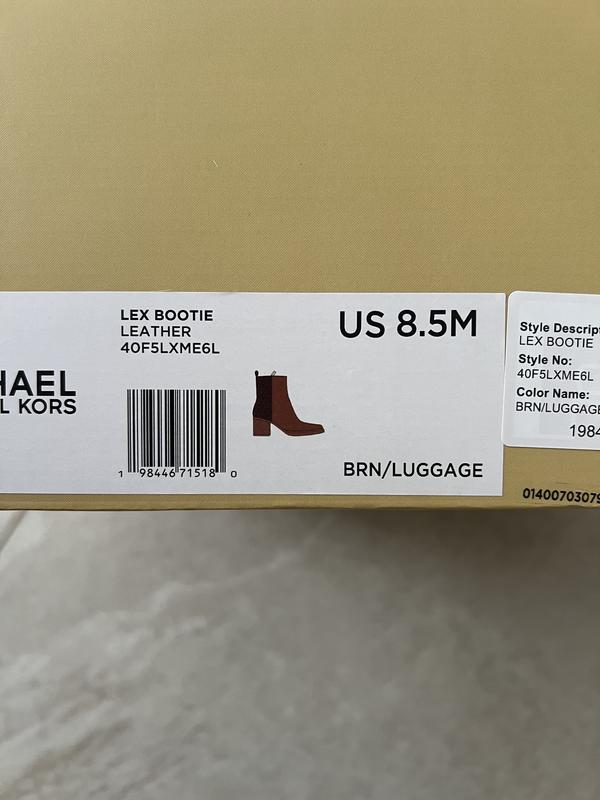 LEX BOOTIE
LEATHER
40F5LXME6L
US 8.5M
HAEL
L KORS
1 98446 71518 0
BRN/LUGGAGE
Style Descript
LEX BOOTIE
Style No:
40F5LXME6L
Color Name:
BRN/LUGGAGE
1984
01400703079